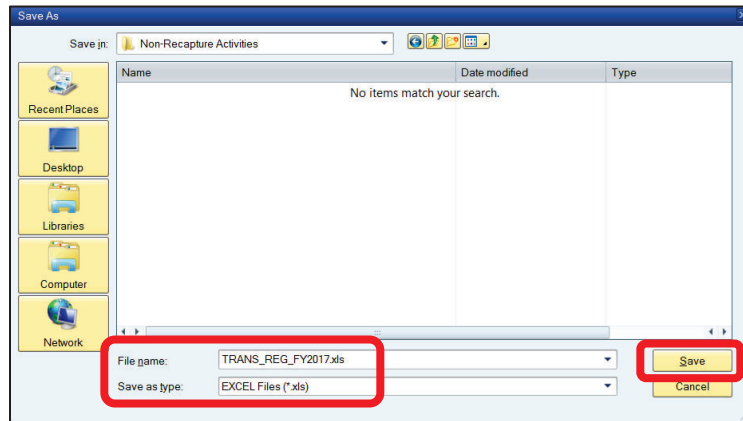 Save As
Save in: Non-Recapture Activities
Name Date modified Type
No items match your search.
Recent Places
Desktop
Libraries
Computer
Network
File name: TRANS_REG_FY2017.xls Save
Save as type: EXCEL Files (*.xls) Cancel